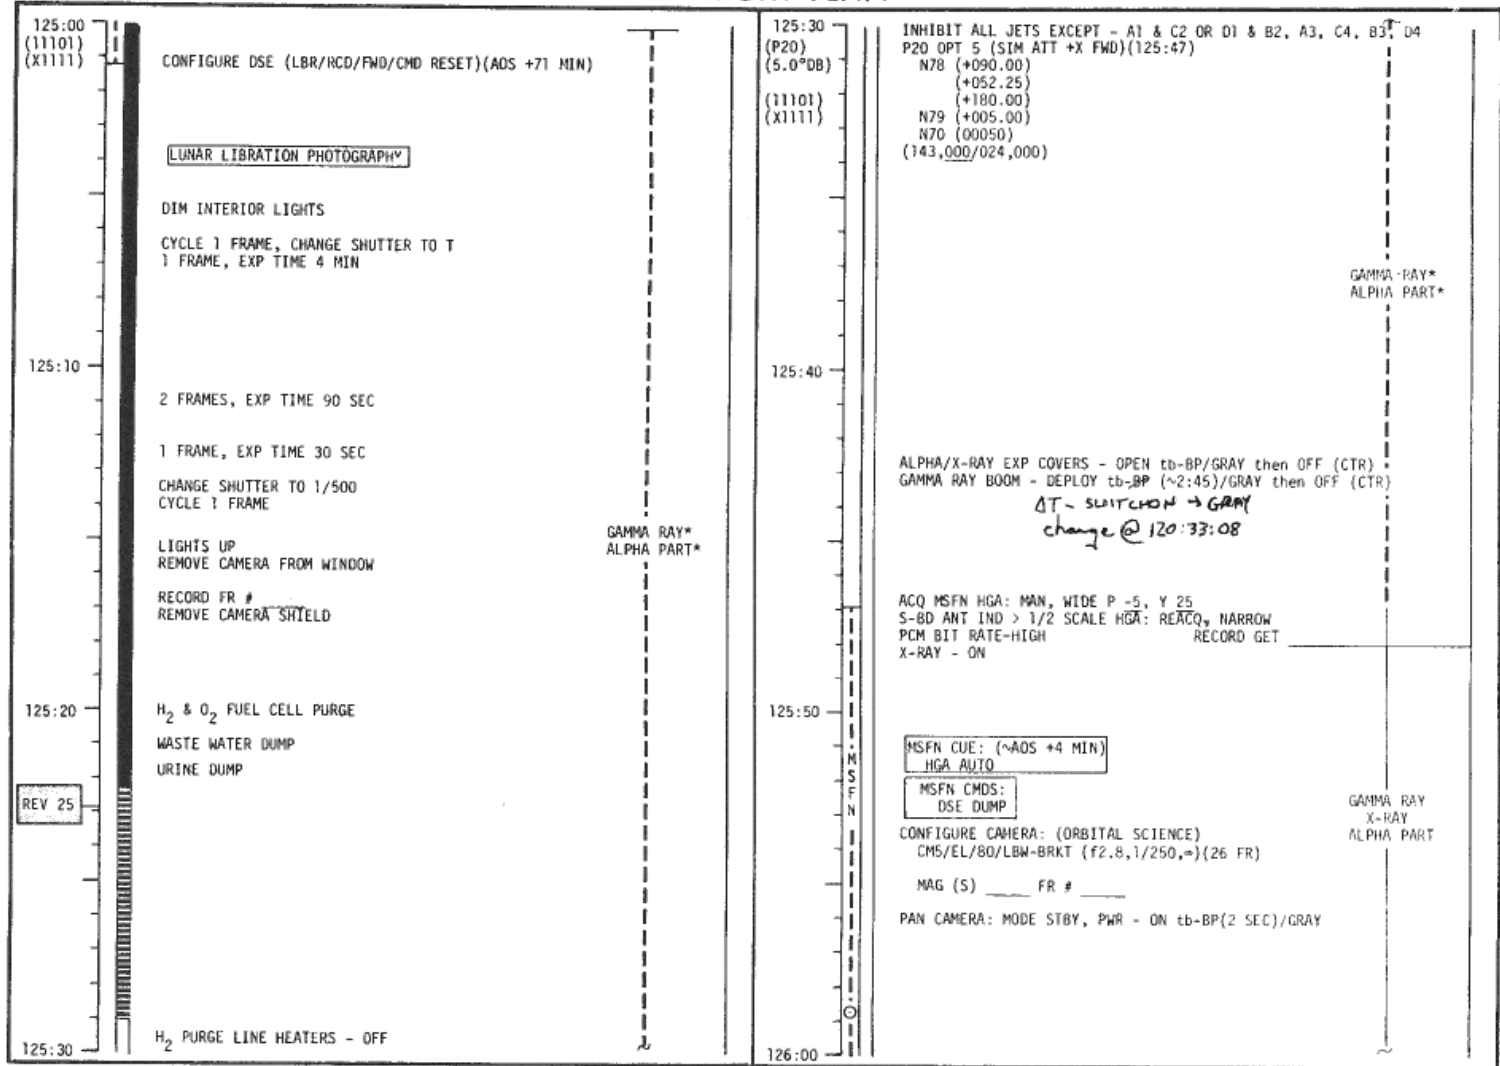 125:00
(11101)
(X1111)
CONFIGURE DSE (LBR/RCD/FWD/CMD RESET)(AOS +71 MIN)
LUNAR LIBRATION PHOTOGRAPHY
DIM INTERIOR LIGHTS
CYCLE 1 FRAME, CHANGE SHUTTER TO T
1 FRAME, EXP TIME 4 MIN
125:10
2 FRAMES, EXP TIME 90 SEC
1 FRAME, EXP TIME 30 SEC
CHANGE SHUTTER TO 1/500
CYCLE 1 FRAME
GAMMA RAY*
ALPHA PART*
LIGHTS UP
REMOVE CAMERA FROM WINDOW
RECORD FR # ____
REMOVE CAMERA SHIELD
125:20
H2 & O2 FUEL CELL PURGE
WASTE WATER DUMP
URINE DUMP
REV 25
H2 PURGE LINE HEATERS - OFF
125:30
125:30
(P20)
(5.0°DB)
(11101)
(X1111)
INHIBIT ALL JETS EXCEPT - A1 & C2 OR D1 & B2, A3, C4, B3, D4
P20 OPT 5 (SIM ATT +X FWD)(125:47)
N78 (+090.00)
(+052.25)
(+180.00)
N79 (+005.00)
N70 (00050)
(143,000/024,000)
GAMMA-RAY*
ALPHA PART*
125:40
ALPHA/X-RAY EXP COVERS - OPEN tb-BP/GRAY then OFF (CTR)
GAMMA RAY BOOM - DEPLOY tb-BP (~2:45)/GRAY then OFF (CTR)
ΔT - SWITCHON → GRAY
change @ 120:33:08
ACQ MSFN HGA: MAN, WIDE P -5, Y 25
S-BD ANT IND > 1/2 SCALE HGA: REACQ, NARROW
PCM BIT RATE-HIGH RECORD GET ____
X-RAY - ON
125:50
MSFN
MSFN CUE: (~AOS +4 MIN)
HGA AUTO
MSFN CMDS:
DSE DUMP
GAMMA RAY
X-RAY
ALPHA PART
CONFIGURE CAMERA: (ORBITAL SCIENCE)
CM5/EL/80/LBW-BRKT (f2.8,1/250,∞)(26 FR)
MAG (S) ____ FR # ____
PAN CAMERA: MODE STBY, PWR - ON tb-BP(2 SEC)/GRAY
126:00